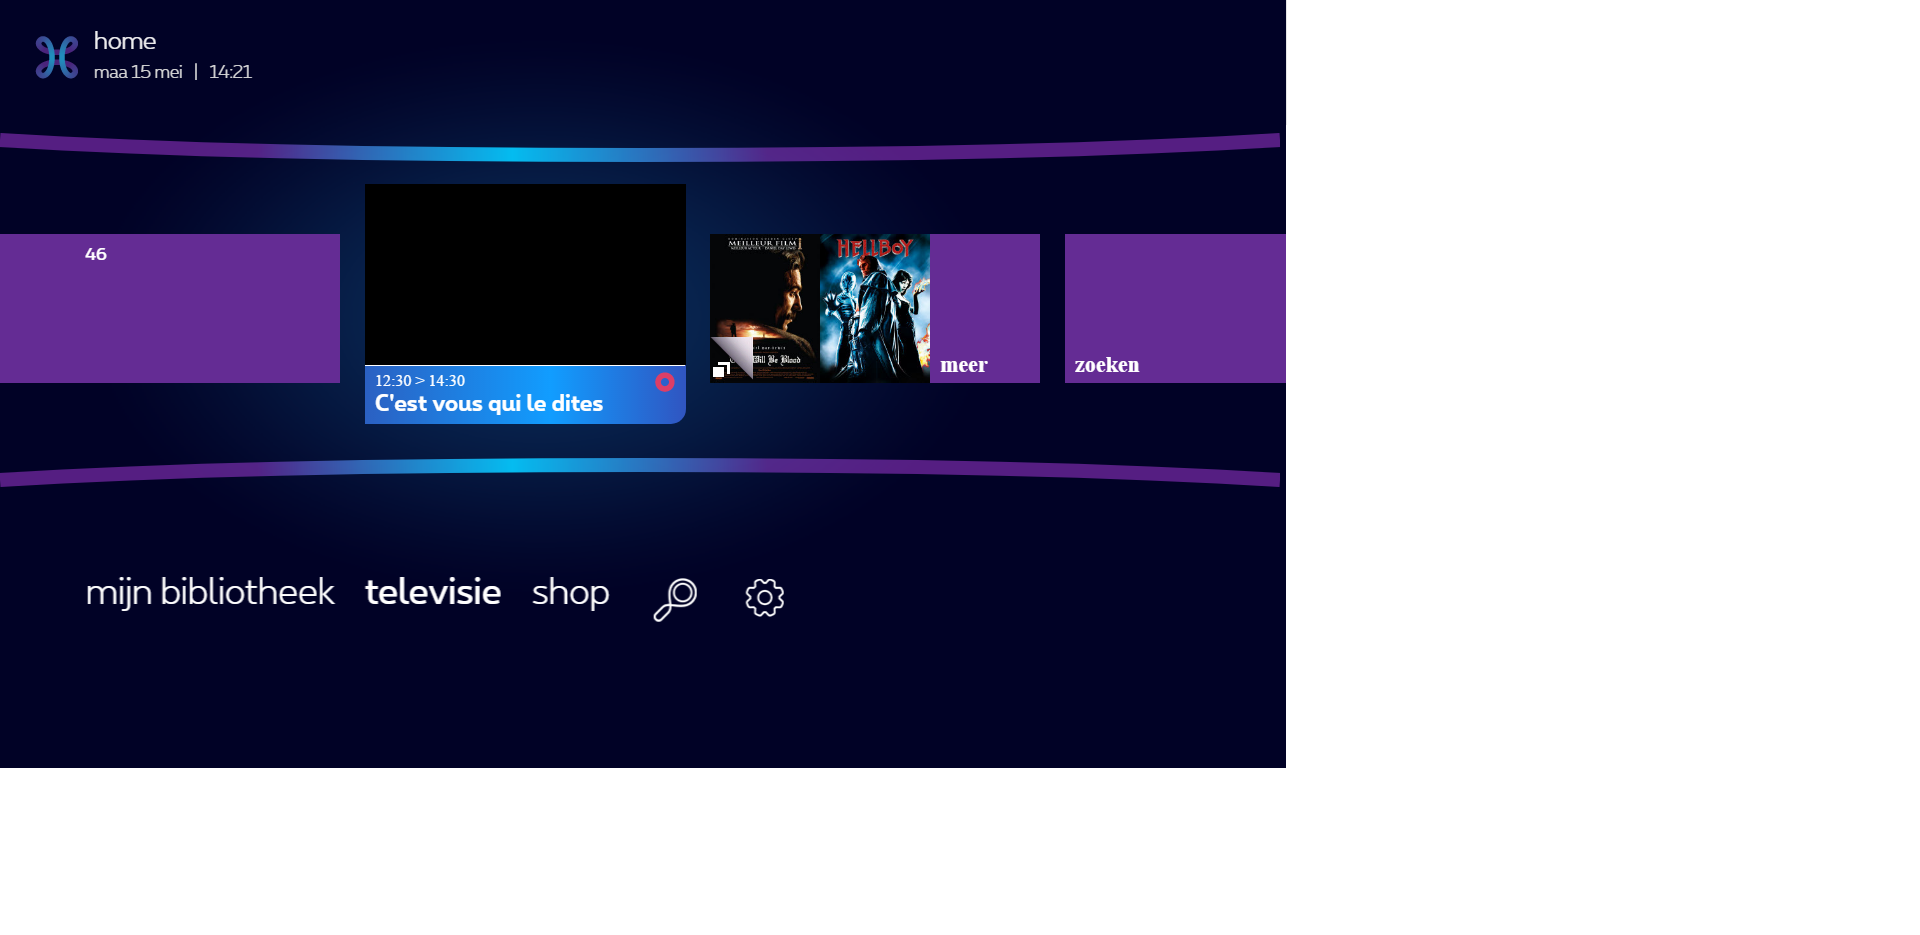 home
maa 15 mei | 14:21
46
MEILLEUR FILM
HELLBOY
Will Be Blood
meer
zoeken
12:30 > 14:30
C'est vous qui le dites
mijn bibliotheek televisie shop